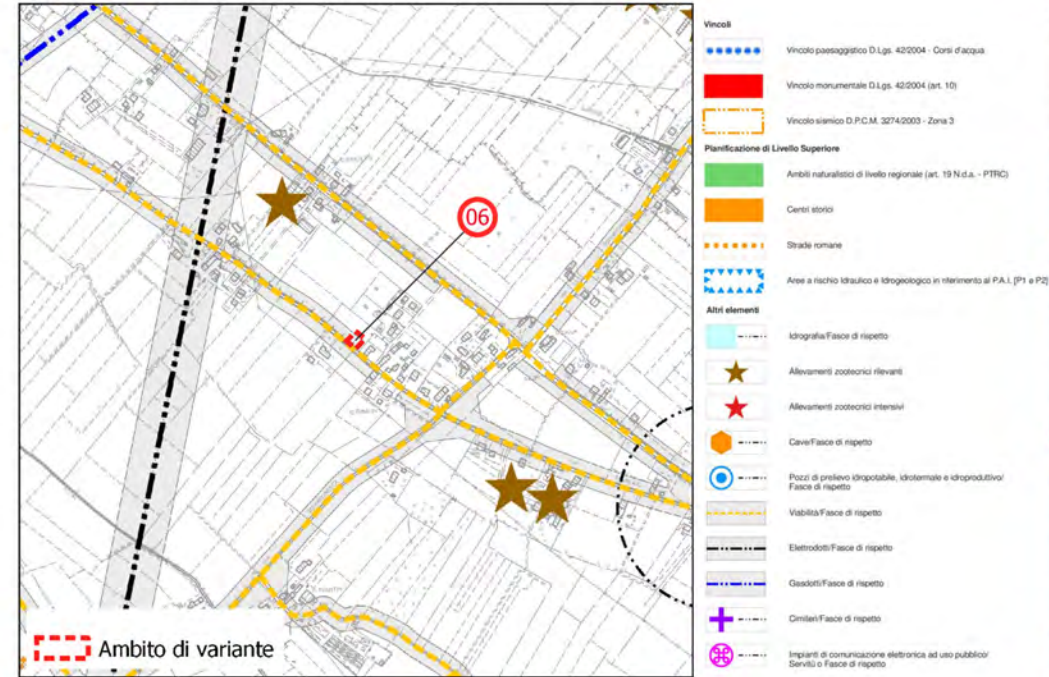 06
Ambito di variante
Vincoli
Vincolo paesaggistico D.Lgs. 42/2004 - Corsi d'acqua
Vincolo monumentale D.Lgs. 42/2004 (art. 10)
Vincolo sismico D.P.C.M. 3274/2003 - Zona 3
Planificazione di Livello Superiore
Ambiti naturalistici di livello regionale (art. 19 N.d.a. - PTRC)
Centri storici
Strade romane
Aree a rischio Idraulico e Idrogeologico in riferimento al P.A.I. [P1 e P2]
Altri elementi
Idrografia/Fasce di rispetto
Allevamenti zootecnici rilevanti
Allevamenti zootecnici intensivi
Cave/Fasce di rispetto
Pozzi di prelievo idropotabile, idrotermale e idroproduttivo/
Fasce di rispetto
Viabilità/Fasce di rispetto
Elettrodotti/Fasce di rispetto
Gasdotti/Fasce di rispetto
Cimiteri/Fasce di rispetto
Impianti di comunicazione elettronica ad uso pubblico/
Servitù o Fasce di rispetto